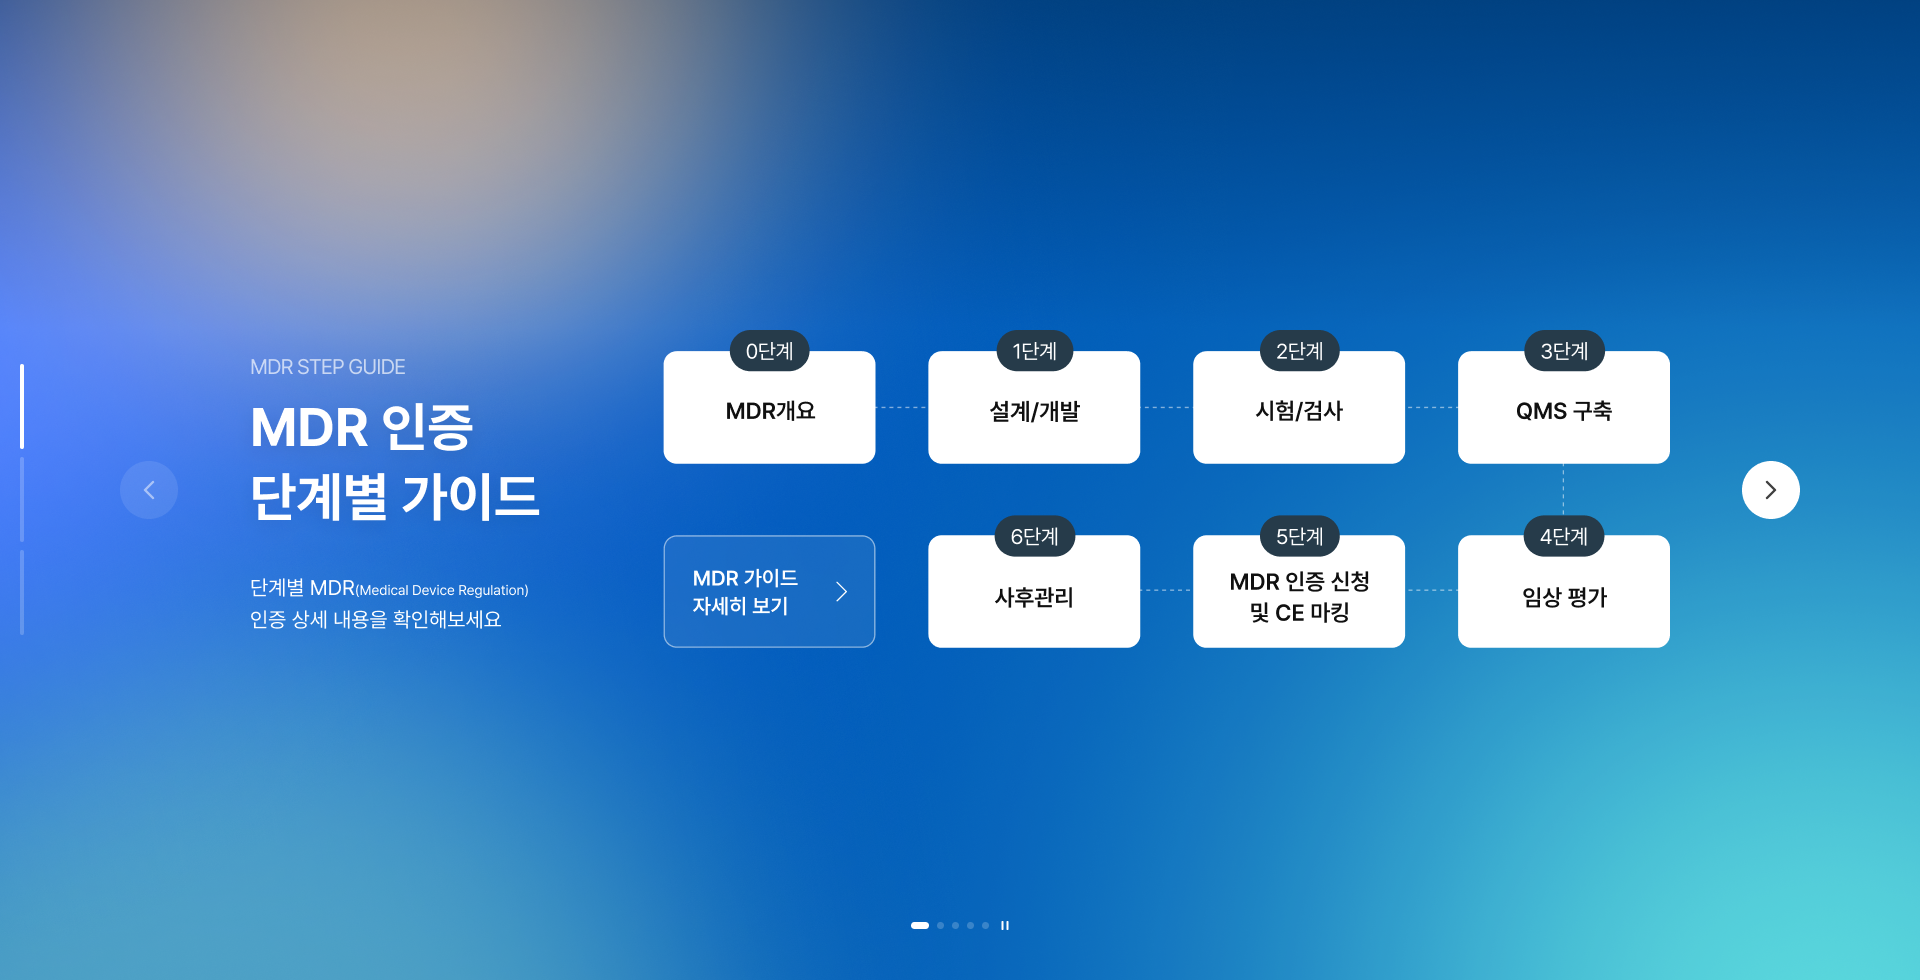 MDR STEP GUIDE
MDR 인증
단계별 가이드
단계별 MDR(Medical Device Regulation)
인증 상세 내용을 확인해보세요
0단계
MDR개요
1단계
설계/개발
2단계
시험/검사
3단계
QMS 구축
4단계
임상 평가
5단계
MDR 인증 신청
및 CE 마킹
6단계
사후관리
MDR 가이드
자세히 보기